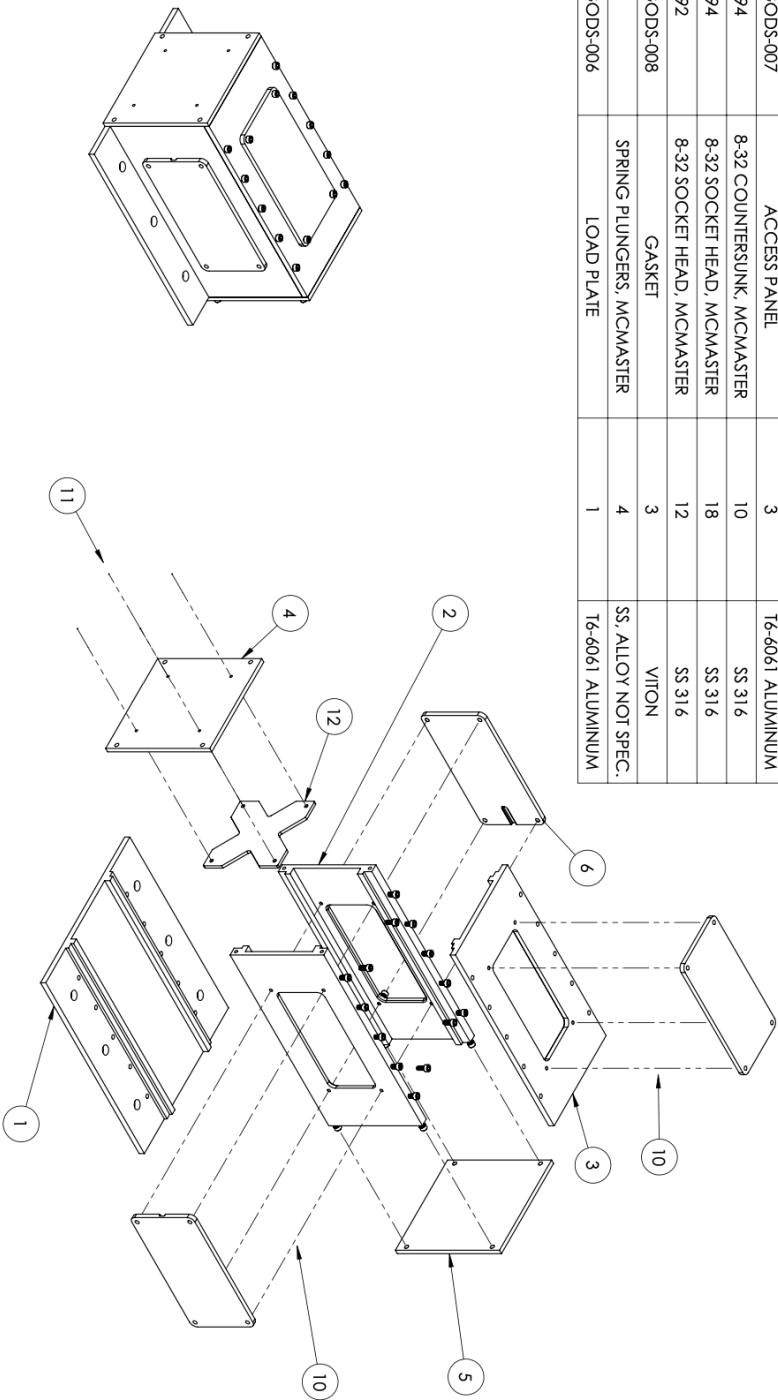 GODS-007 ACCESS PANEL 3 T6-6061 ALUMINUM
94 8-32 COUNTERSUNK, MCMASTER 10 SS 316
94 8-32 SOCKET HEAD, MCMASTER 18 SS 316
92 8-32 SOCKET HEAD, MCMASTER 12 SS 316
GODS-008 GASKET 3 VITON
SPRING PLUNGERS, MCMASTER 4 SS, ALLOY NOT SPEC.
GODS-006 LOAD PLATE 1 T6-6061 ALUMINUM
11
4
2
12
6
10
3
1
10
5